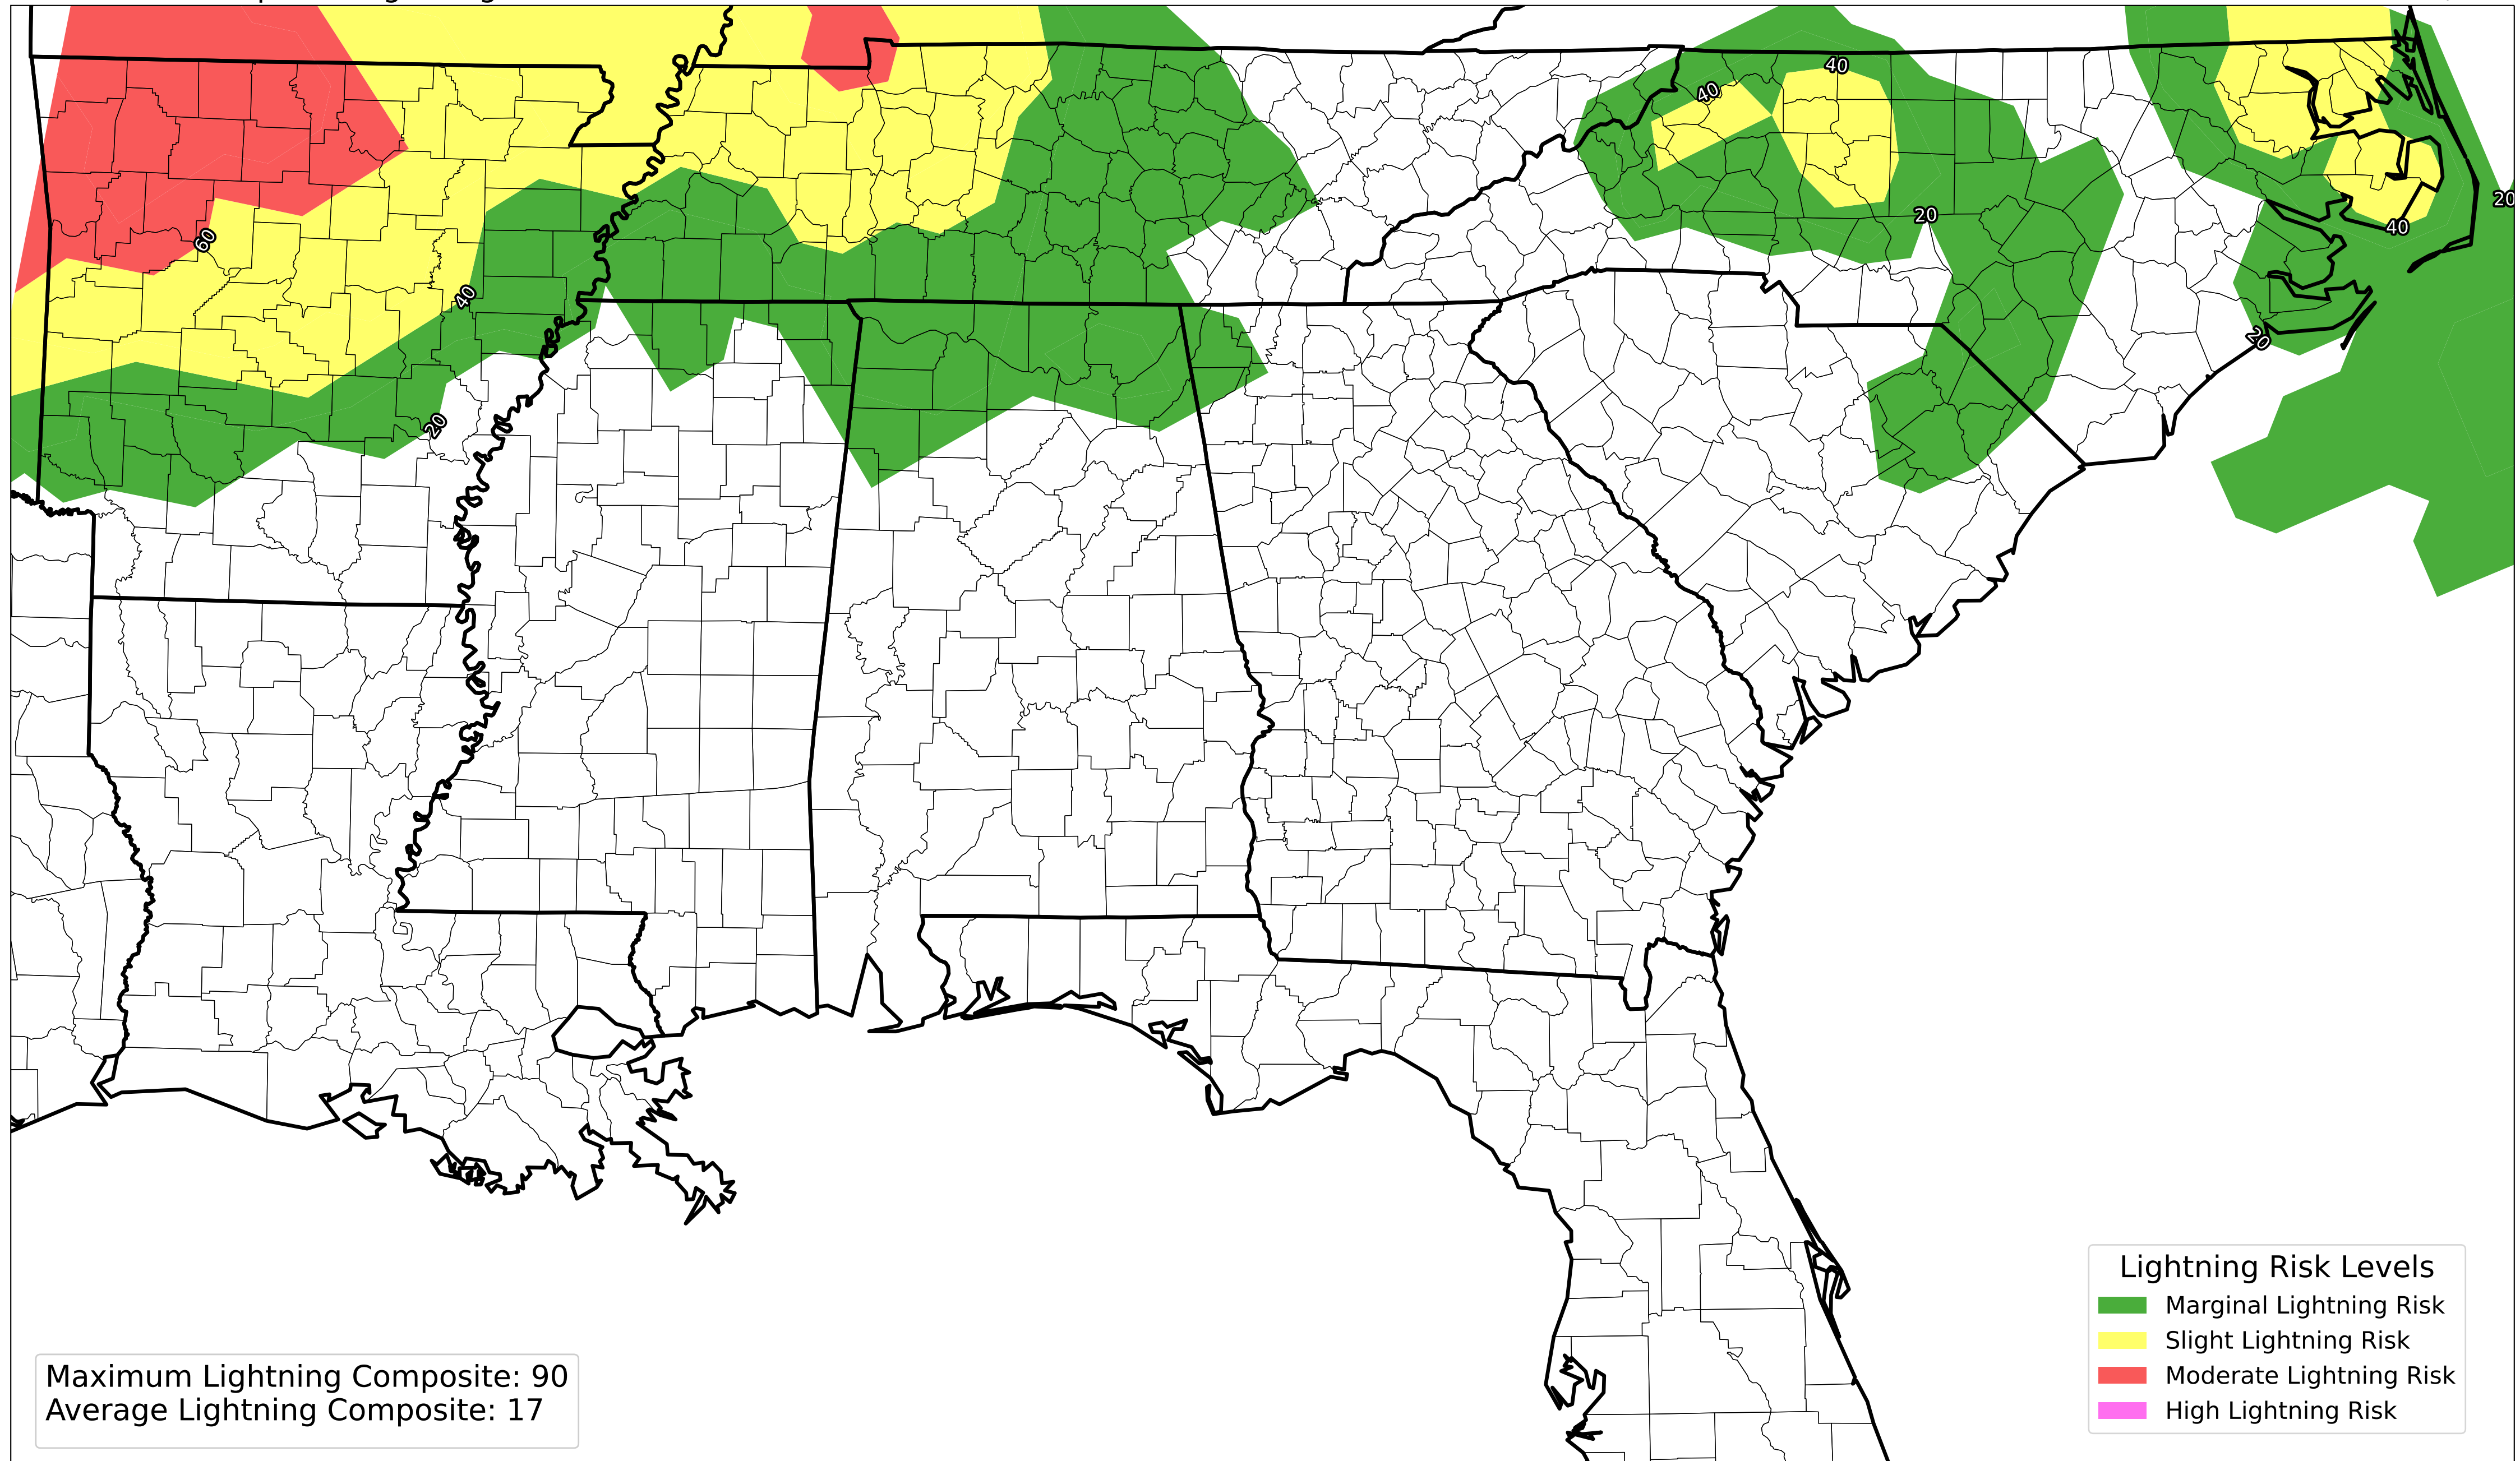 40
40
20
20
40
60
40
20
20
Lightning Risk Levels
Marginal Lightning Risk
Slight Lightning Risk
Moderate Lightning Risk
High Lightning Risk
Maximum Lightning Composite: 90
Average Lightning Composite: 17